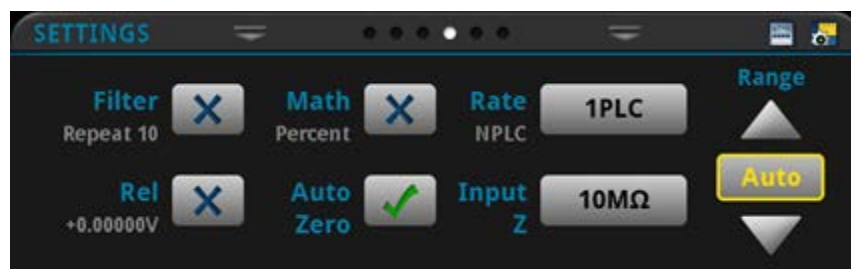 SETTINGS
Range
Filter
Repeat 10
Math
Percent
Rate
NPLC
1PLC
Auto
Rel
+0.00000V
Auto
Zero
Input
Z
10MΩ